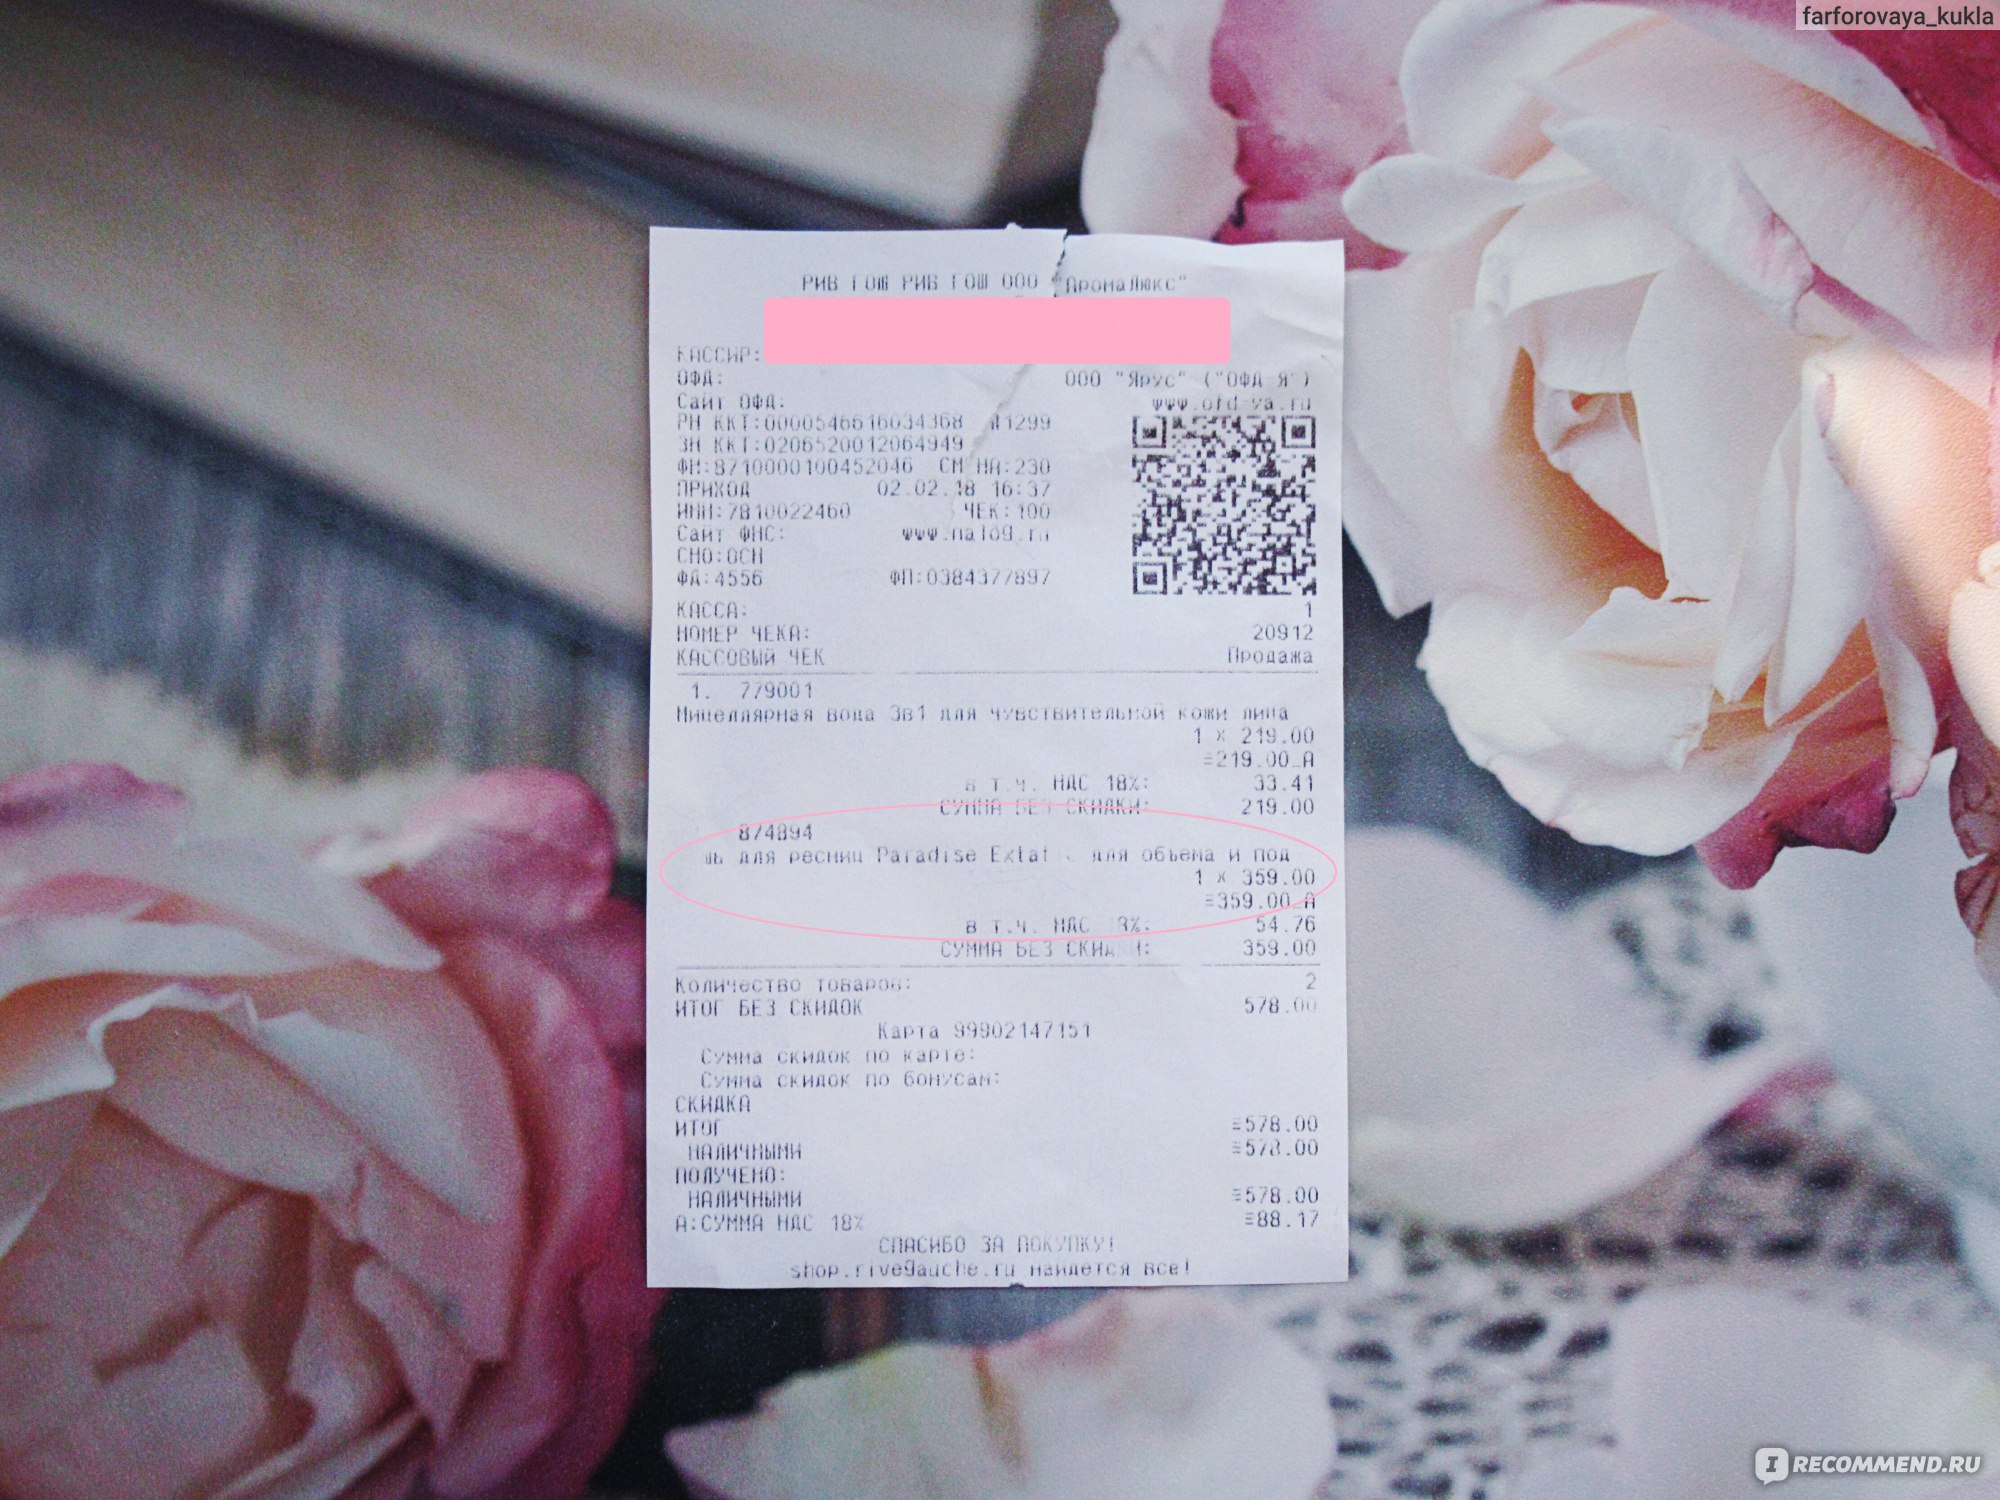 farforovaya_kukla
РИВ ГОШ РИВ ГОШ ООО "АромаЛюкс"
КАССИР:
ОФД: ООО "Ярус" ("ОФД-Я")
Сайт ОФД: www.ofd-ya.ru
РН ККТ:0000546616034368 #1299
ЗН ККТ:0206520012064949
ФН:8710000100452046 СМ НА:230
ПРИХОД 02.02.18 16:37
ИНН:7810022460 ЧЕК:100
Сайт ФНС: www.nalog.ru
СНО:ОСН
ФД:4556 ФП:0384377897
КАССА: 1
НОМЕР ЧЕКА: 20912
КАССОВЫЙ ЧЕК Продажа
1. 779001
Мицеллярная вода 3в1 для чувствительной кожи лица
1 × 219.00
=219.00_А
в т.ч. НДС 18%: 33.41
СУММА БЕЗ СКИДКИ: 219.00
874894
шь для ресниц Paradise для объема и под
1 × 359.00
=359.00_А
в т.ч. НДС 18%: 54.76
СУММА БЕЗ СКИДКИ: 359.00
Количество товаров: 2
ИТОГ БЕЗ СКИДОК 578.00
Карта 99902147151
Сумма скидок по карте:
Сумма скидок по бонусам:
СКИДКА
ИТОГ =578.00
НАЛИЧНЫМИ =578.00
ПОЛУЧЕНО:
НАЛИЧНЫМИ =578.00
А:СУММА НДС 18% =88.17
СПАСИБО ЗА ПОКУПКУ!
shop.rivegauche.ru найдется все!
IRECOMMEND.RU